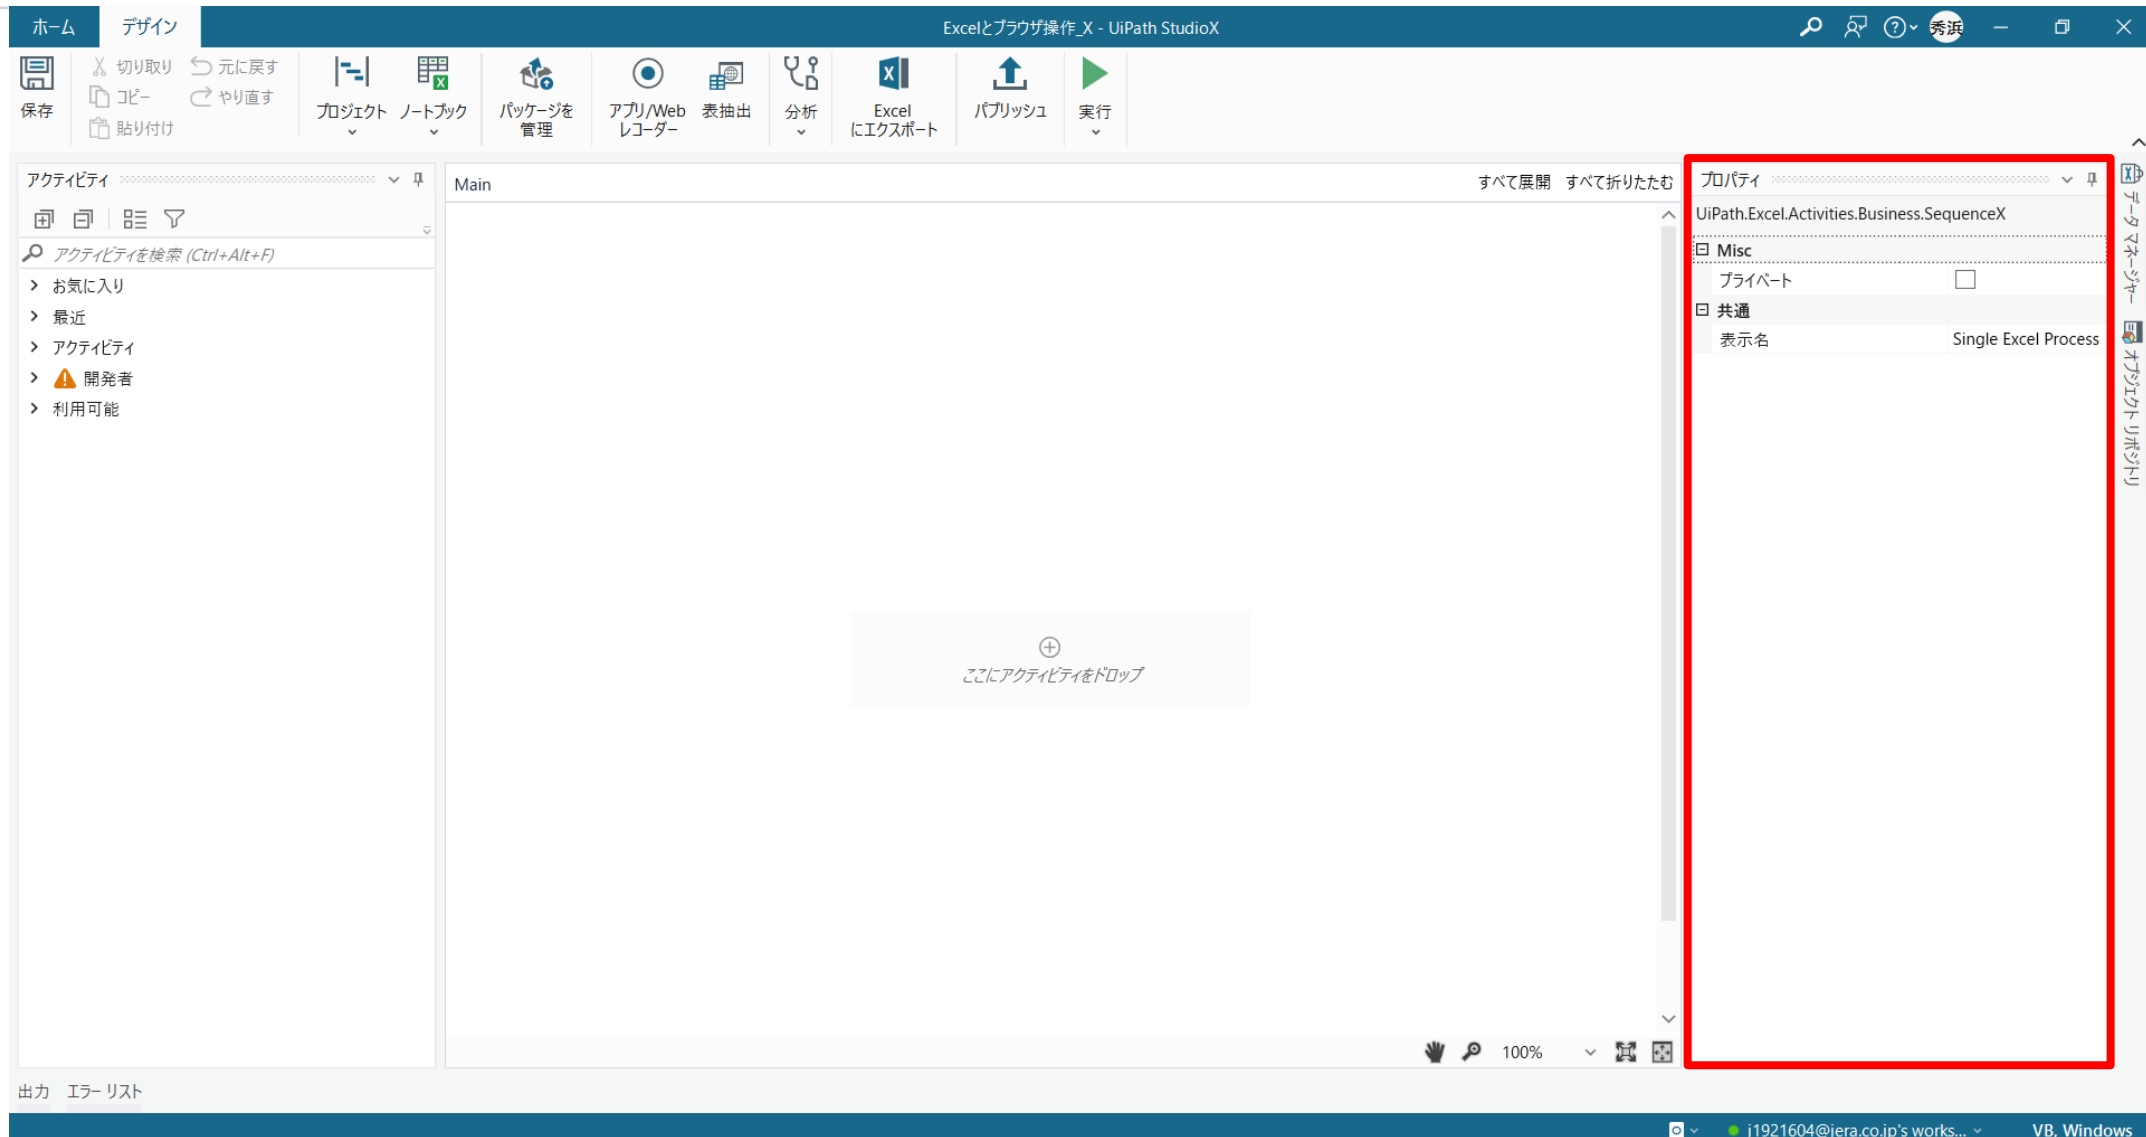 ホーム
デザイン
Excelとブラウザ操作_X - UiPath StudioX
秀浜
保存
切り取り
コピー
貼り付け
元に戻す
やり直す
プロジェクト
ノートブック
パッケージを
管理
アプリ/Web
レコーダー
表抽出
分析
Excel
にエクスポート
パブリッシュ
実行
アクティビティ
アクティビティを検索 (Ctrl+Alt+F)
お気に入り
最近
アクティビティ
開発者
利用可能
Main
すべて展開 すべて折りたたむ
ここにアクティビティをドロップ
100%
プロパティ
UiPath.Excel.Activities.Business.SequenceX
Misc
プライベート
共通
表示名
Single Excel Process
データ マネージャー
オブジェクト リポジトリ
出力
エラー リスト
i1921604@jera.co.jp's works...
VB, Windows